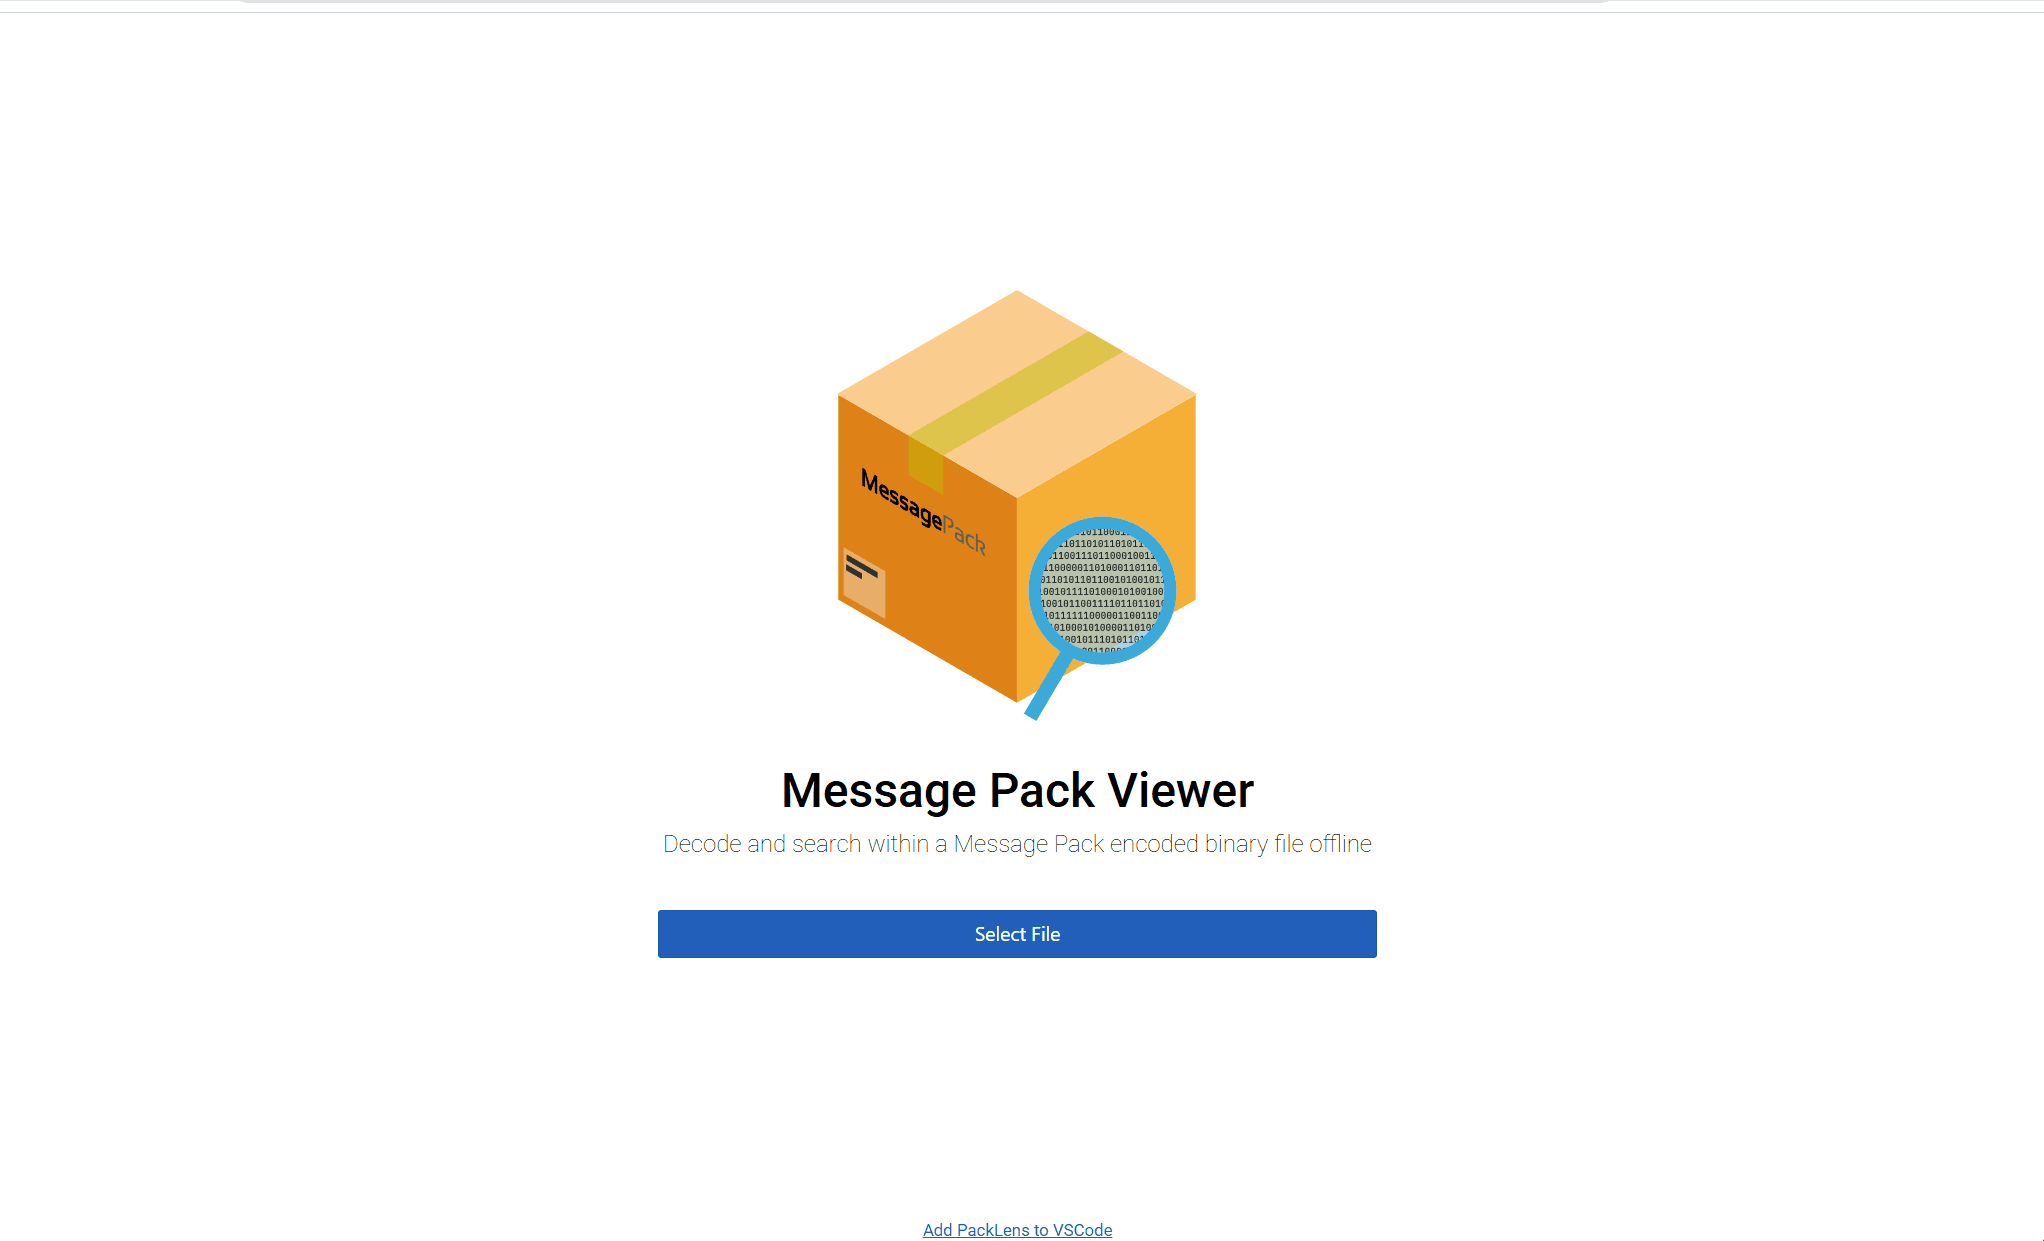 MessagePack
Message Pack Viewer
Decode and search within a Message Pack encoded binary file offline
Select File
Add PackLens to VSCode